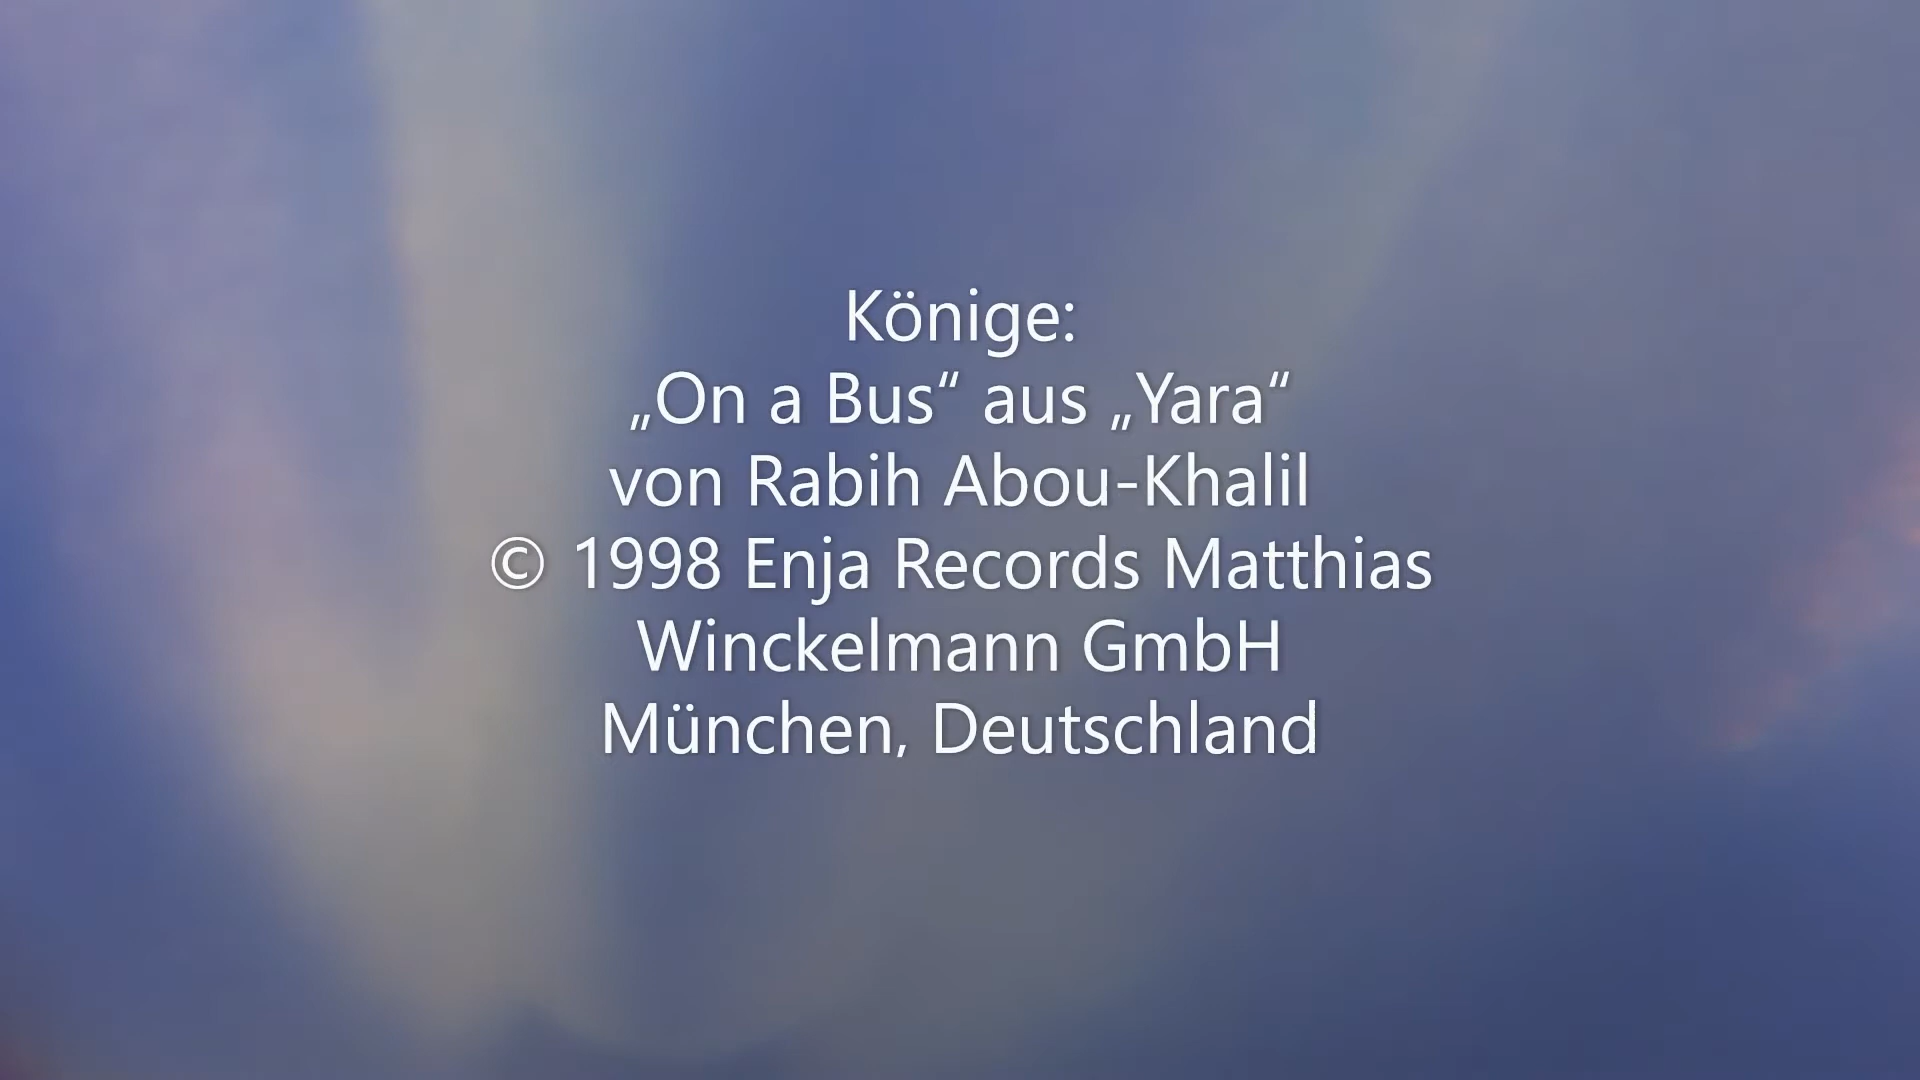 Könige:
„On a Bus“ aus „Yara“
von Rabih Abou-Khalil
© 1998 Enja Records Matthias
Winckelmann GmbH
München, Deutschland